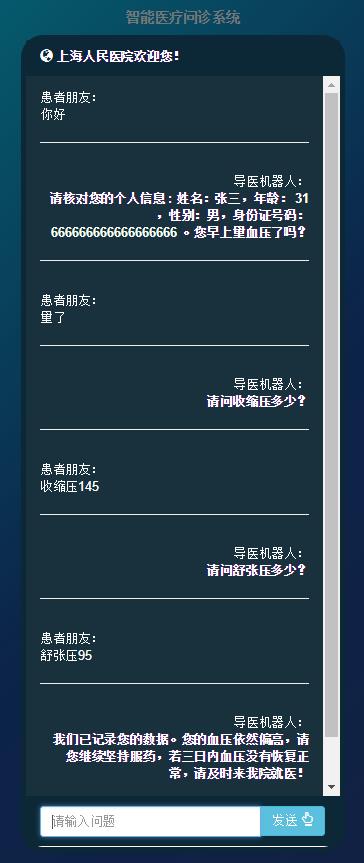 智能医疗问诊系统
上海人民医院欢迎您！
患者朋友：
你好
导医机器人：
请核对您的个人信息：姓名：张三，年龄： 31
，性别：男，身份证号码：
666666666666666666 。您早上量血压了吗？
患者朋友：
量了
导医机器人：
请问收缩压多少？
患者朋友：
收缩压145
导医机器人：
请问舒张压多少？
患者朋友：
舒张压95
导医机器人：
我们已记录您的数据。您的血压依然偏高，请
您继续坚持服药，若三日内血压没有恢复正
常，请及时来我院就医！
请输入问题
发送